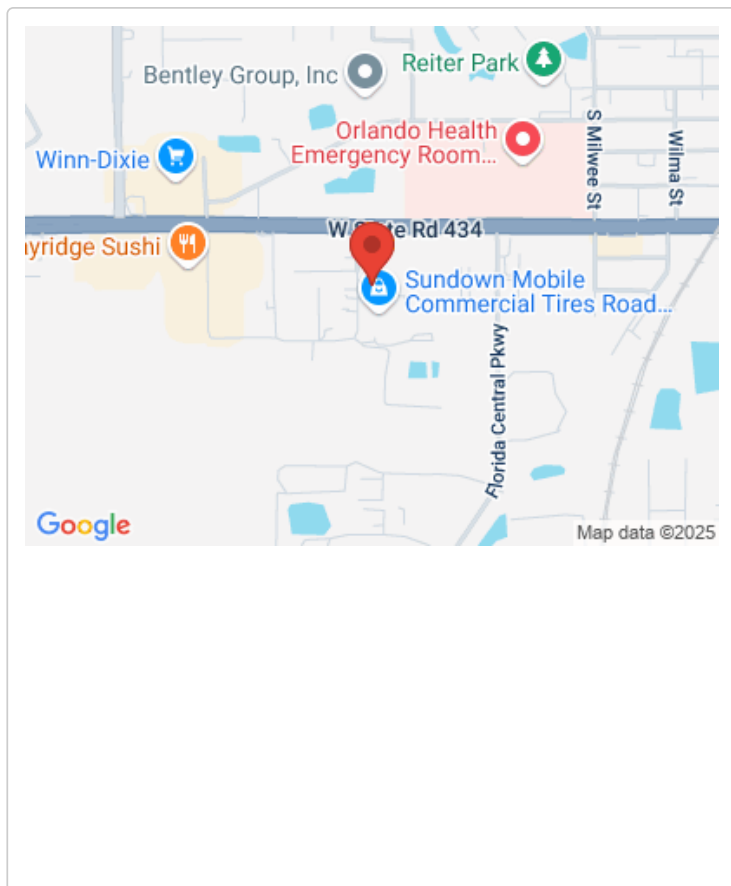 Reiter Park
Bentley Group, Inc
Orlando Health
Emergency Room...
S Milwee St
Wilma St
Winn-Dixie
W State Rd 434
yridge Sushi
Sundown Mobile
Commercial Tires Road...
Florida Central Pkwy
Google
Map data ©2025